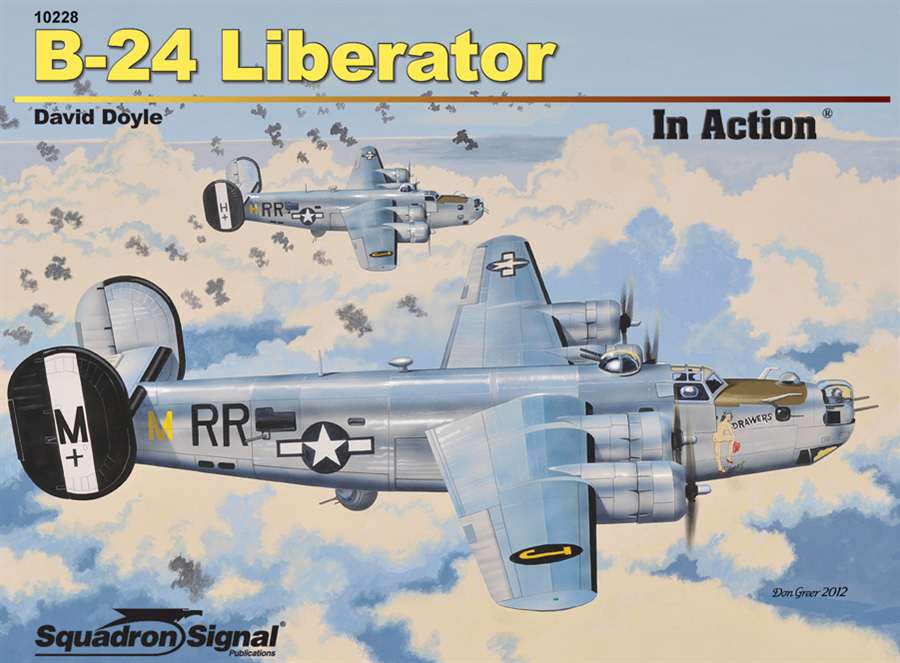 10228
B-24 Liberator
David Doyle
In Action®
H
+
M RR
M
+
M RR
DRAWERS
J
Don Greer 2012
Squadron Signal®
Publications